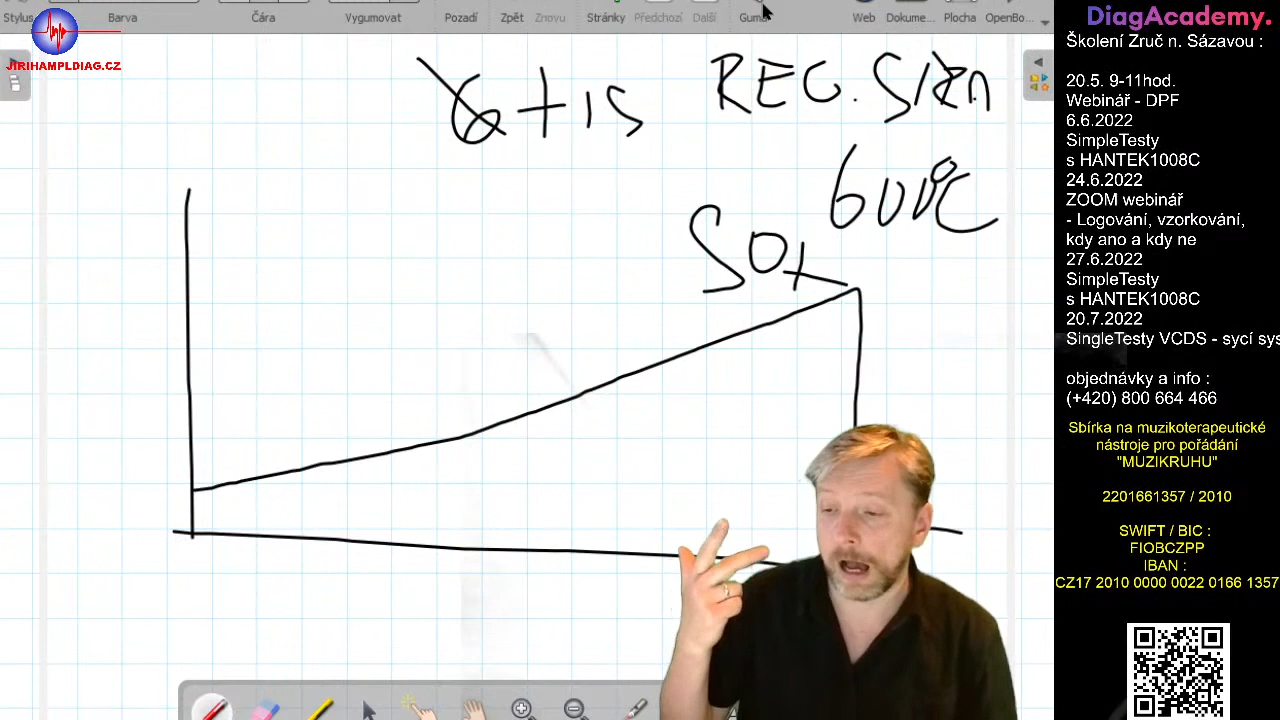 Stylus
Barva
Čára
Vygumovat
Pozadí
Zpět
Znovu
Stránky
Předchozí
Další
Guma
Web
Dokume...
Plocha
OpenBo...
JIRIHAMPLDIAG.CZ
6 tis
REG.
600°C
SOx
DiagAcademy.
Školení Zruč n. Sázavou :
20.5. 9-11hod.
Webinář - DPF
6.6.2022
SimpleTesty
s HANTEK1008C
24.6.2022
ZOOM webinář
- Logování, vzorkování,
kdy ano a kdy ne
27.6.2022
SimpleTesty
s HANTEK1008C
20.7.2022
SingleTesty VCDS - sycí sys
objednávky a info :
(+420) 800 664 466
Sbírka na muzikoterapeutické
nástroje pro pořádání
"MUZIKRUHU"
2201661357 / 2010
SWIFT / BIC :
FIOBCZPP
IBAN :
CZ17 2010 0000 0022 0166 1357